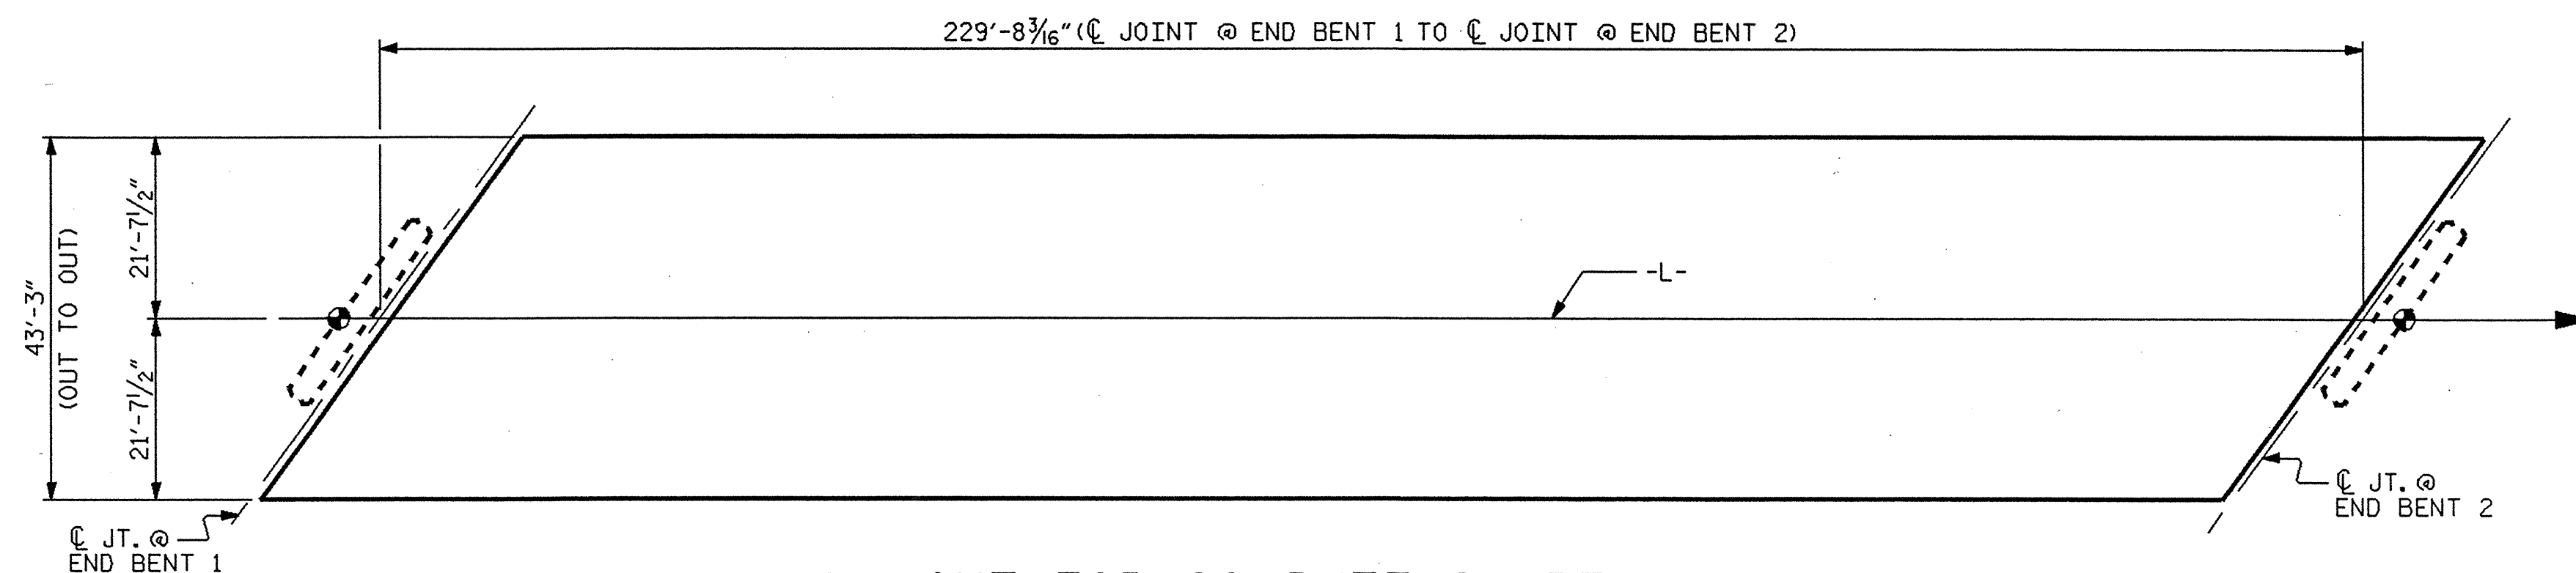 229'-8 3/16" (℄ JOINT @ END BENT 1 TO ℄ JOINT @ END BENT 2)
21'-7 1/2"
43'-3"
(OUT TO OUT)
-L-
21'-7 1/2"
℄ JT. @
END BENT 2
℄ JT. @
END BENT 1